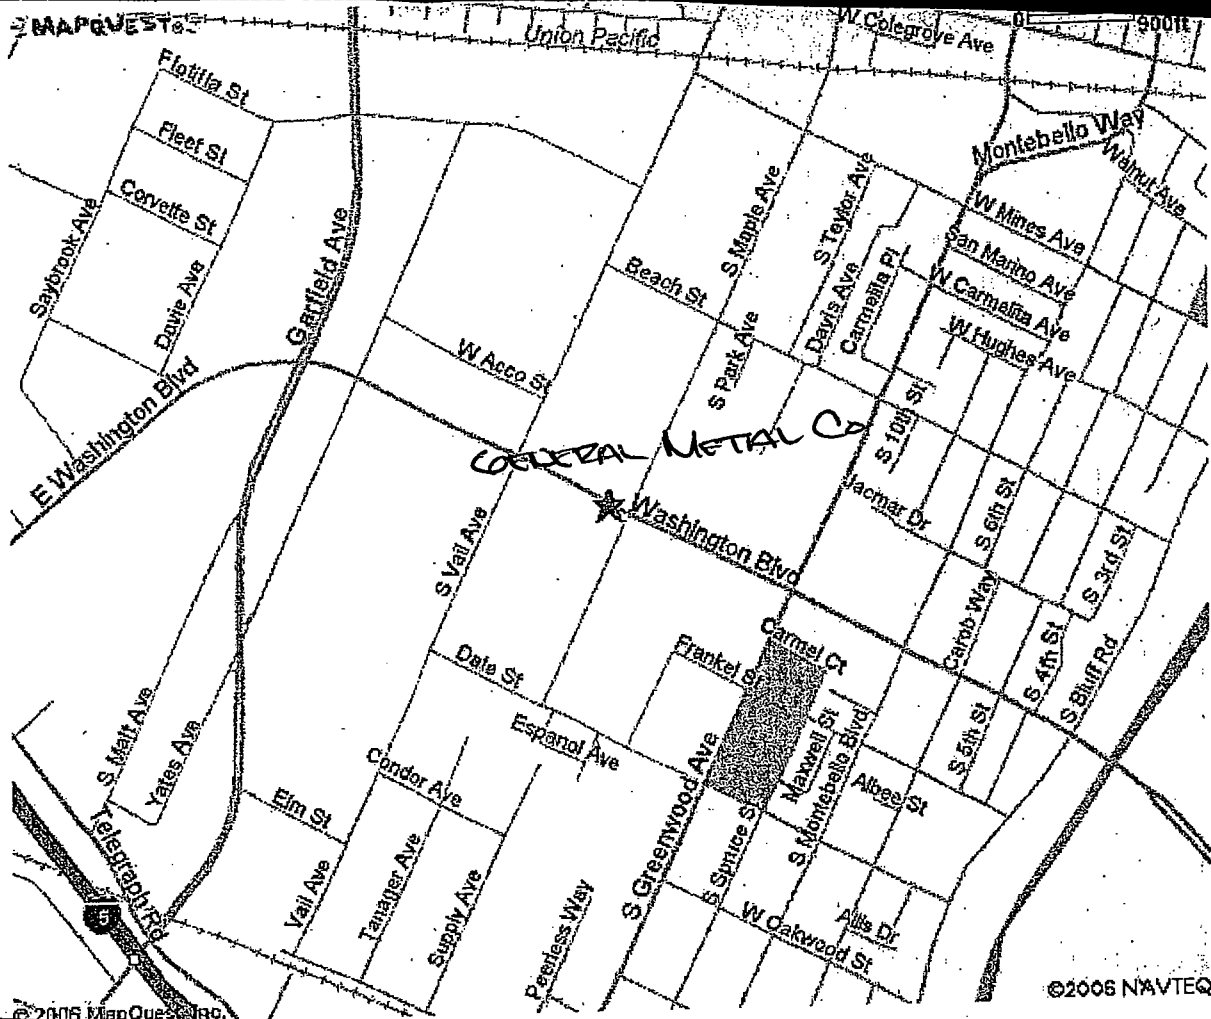 MAPQUEST
W Colegrove Ave
0
900ft
Union Pacific
Flotilla St
Fleet St
Corvette St
Saybrook Ave
Davie Ave
Garfield Ave
E Washington Blvd
Montebello Way
Walnut Ave
S Maple Ave
S Taylor Ave
W Mines Ave
San Marino Ave
W Carmelita Ave
W Hughes Ave
Beach St
Davis Ave
Carmelita Pl
S Park Ave
W Acco St
GENERAL METAL CO
S 10th St
Jacmar Dr
S 6th St
S 3rd St
Washington Blvd
S Vail Ave
Carob Way
S 4th St
S Bluff Rd
Carmel Ct
Frankel
Date St
Espanol Ave
S 5th St
S Malt Ave
Yates Ave
Condor Ave
Elm St
Maxwell St
S Montebello Blvd
Albee St
S Greenwood Ave
S Spruce S
Telegraph Rd
5
Vail Ave
Tanager Ave
Supply Ave
Peerless Way
W Oakwood St
Allis Dr
©2006 NAVTEQ
© 2006 MapQuest, Inc.